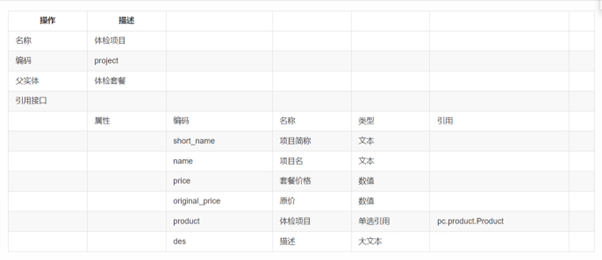 操作 描述
名称 体检项目
编码 project
父实体 体检套餐
引用接口
属性 编码 名称 类型 引用
short_name 项目简称 文本
name 项目名 文本
price 套餐价格 数值
original_price 原价 数值
product 体检项目 单选引用 pc.product.Product
des 描述 大文本